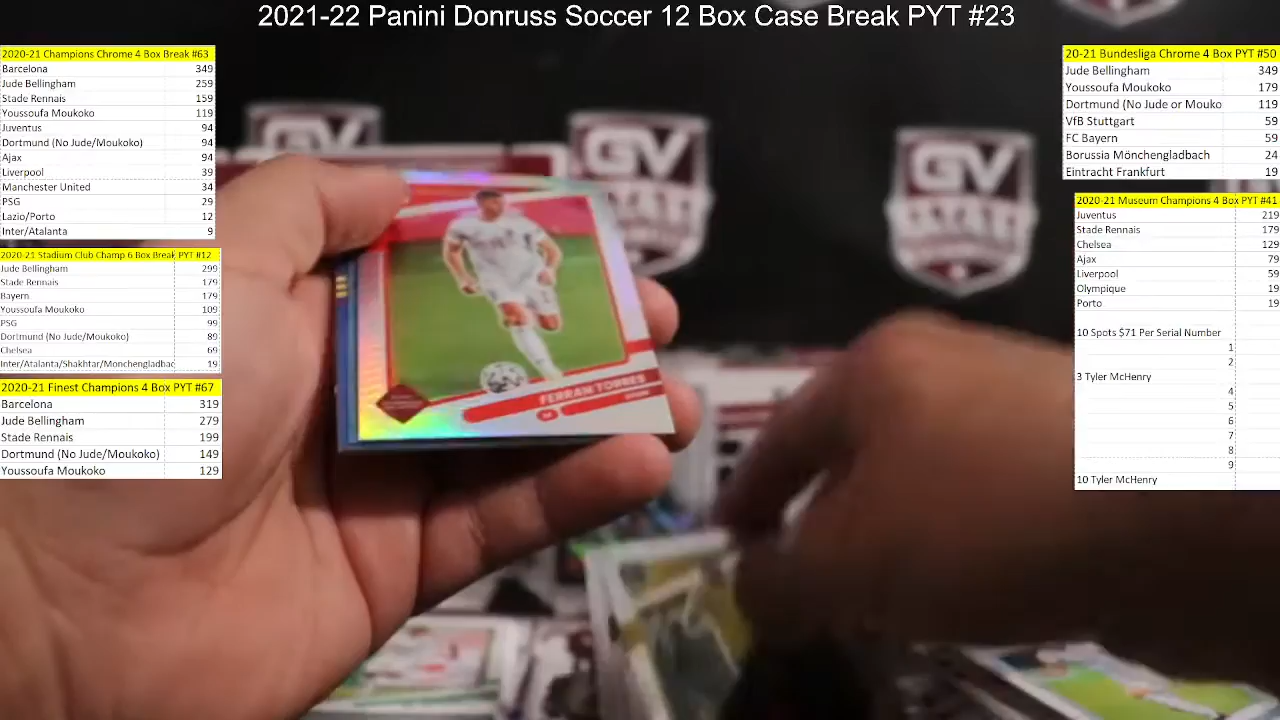 2021-22 Panini Donruss Soccer 12 Box Case Break PYT #23
2020-21 Champions Chrome 4 Box Break #63
Barcelona 349
Jude Bellingham 259
Stade Rennais 159
Youssoufa Moukoko 119
Juventus 94
Dortmund (No Jude/Moukoko) 94
Ajax 94
Liverpool 39
Manchester United 34
PSG 29
Lazio/Porto 12
Inter/Atalanta 9
2020-21 Stadium Club Champ 6 Box Break PYT #12
Jude Bellingham 299
Stade Rennais 179
Bayern 179
Youssoufa Moukoko 109
PSG 99
Dortmund (No Jude/Moukoko) 89
Chelsea 69
Inter/Atalanta/Shakhtar/Monchengladbac 19
2020-21 Finest Champions 4 Box PYT #67
Barcelona 319
Jude Bellingham 279
Stade Rennais 199
Dortmund (No Jude/Moukoko) 149
Youssoufa Moukoko 129
GV
GV
GV
FERRAN TORRES
20-21 Bundesliga Chrome 4 Box PYT #50
Jude Bellingham 349
Youssoufa Moukoko 179
Dortmund (No Jude or Mouko 119
VfB Stuttgart 59
FC Bayern 59
Borussia Mönchengladbach 24
Eintracht Frankfurt 19
2020-21 Museum Champions 4 Box PYT #41
Juventus 219
Stade Rennais 179
Chelsea 129
Ajax 79
Liverpool 59
Olympique 19
Porto 19
10 Spots $71 Per Serial Number
1
2
3 Tyler McHenry
4
5
6
7
8
9
10 Tyler McHenry